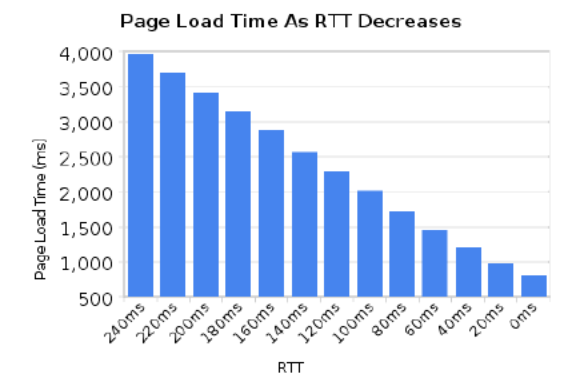 Page Load Time As RTT Decreases
Page Load Time (ms)
4,000
3,500
3,000
2,500
2,000
1,500
1,000
500
240ms
220ms
200ms
180ms
160ms
140ms
120ms
100ms
80ms
60ms
40ms
20ms
0ms
RTT